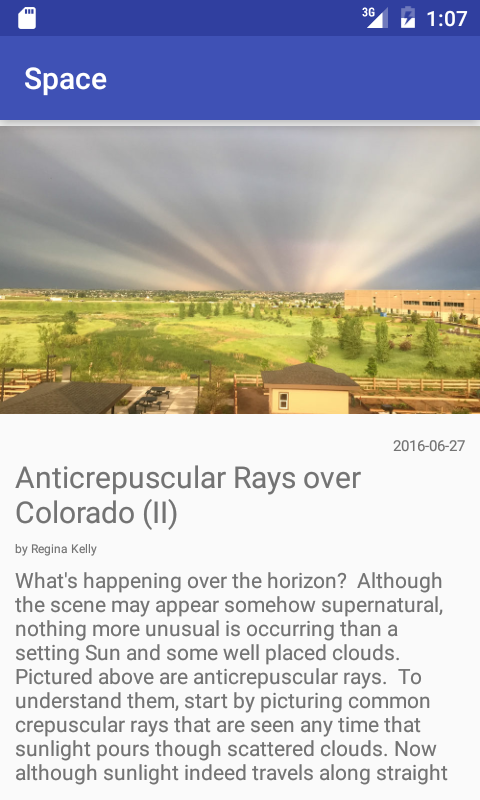 3G 1:07
Space
2016-06-27
Anticrepuscular Rays over
Colorado (II)
by Regina Kelly
What's happening over the horizon?  Although
the scene may appear somehow supernatural,
nothing more unusual is occurring than a
setting Sun and some well placed clouds.
Pictured above are anticrepuscular rays.  To
understand them, start by picturing common
crepuscular rays that are seen any time that
sunlight pours though scattered clouds. Now
although sunlight indeed travels along straight